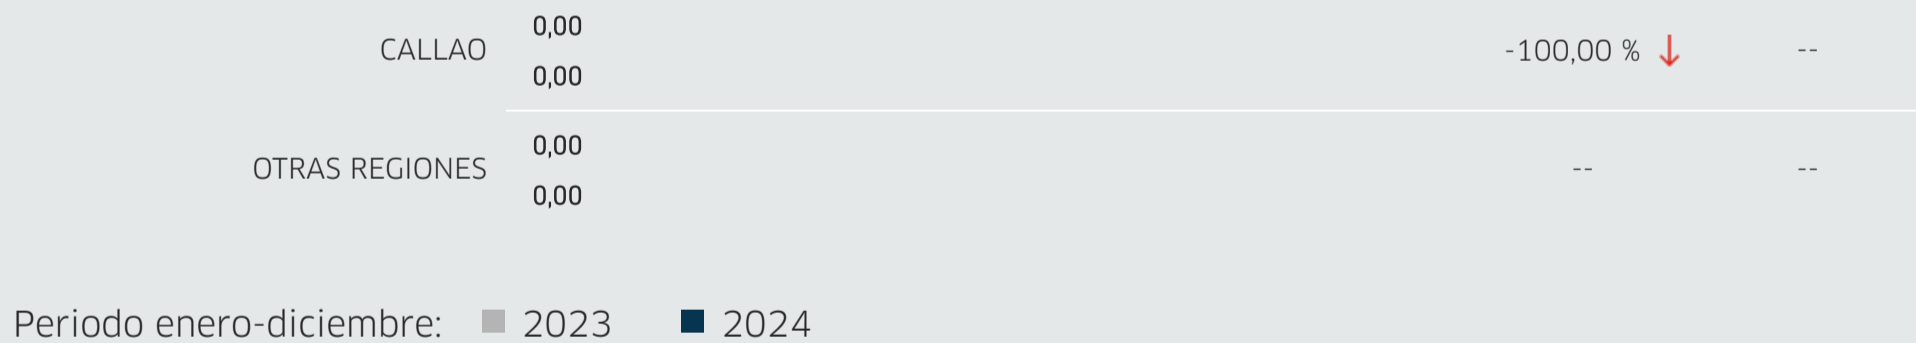 0,00
CALLAO -100,00 % --
0,00
0,00
OTRAS REGIONES -- --
0,00
Periodo enero-diciembre: 2023 2024